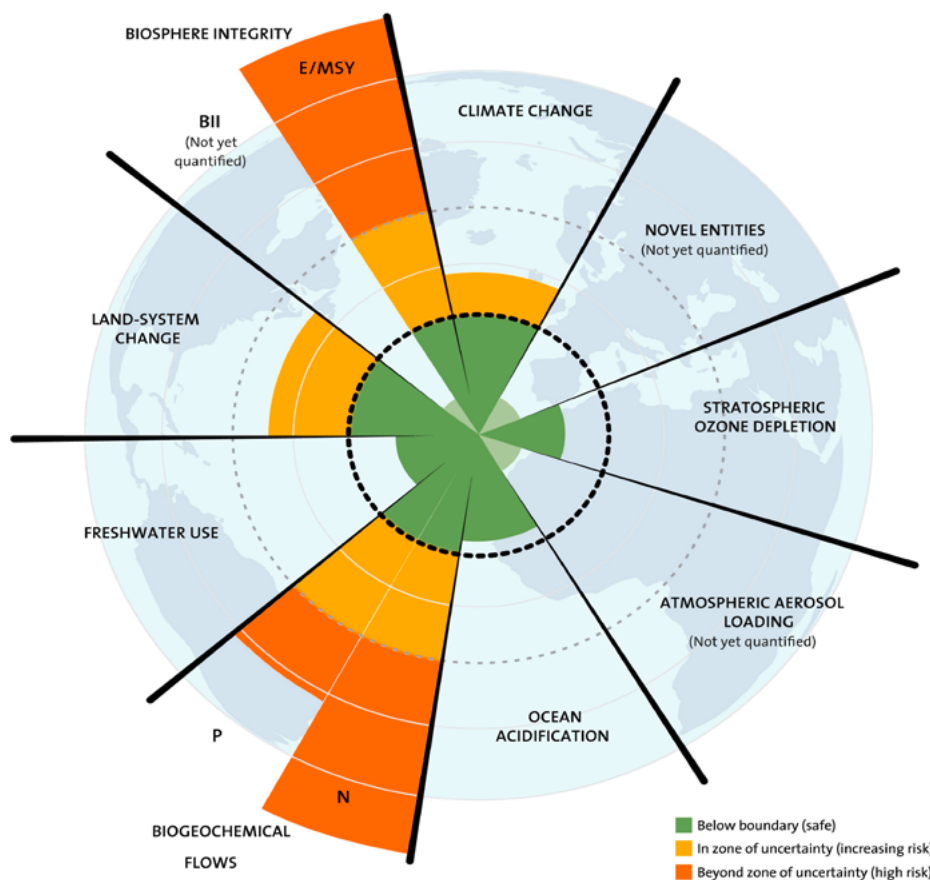 BIOSPHERE INTEGRITY
E/MSY
CLIMATE CHANGE
BII
(Not yet
quantified)
NOVEL ENTITIES
(Not yet quantified)
LAND-SYSTEM
CHANGE
STRATOSPHERIC
OZONE DEPLETION
FRESHWATER USE
ATMOSPHERIC AEROSOL
LOADING
(Not yet quantified)
OCEAN
ACIDIFICATION
P
N
BIOGEOCHEMICAL
FLOWS
Below boundary (safe)
In zone of uncertainty (increasing risk)
Beyond zone of uncertainty (high risk)